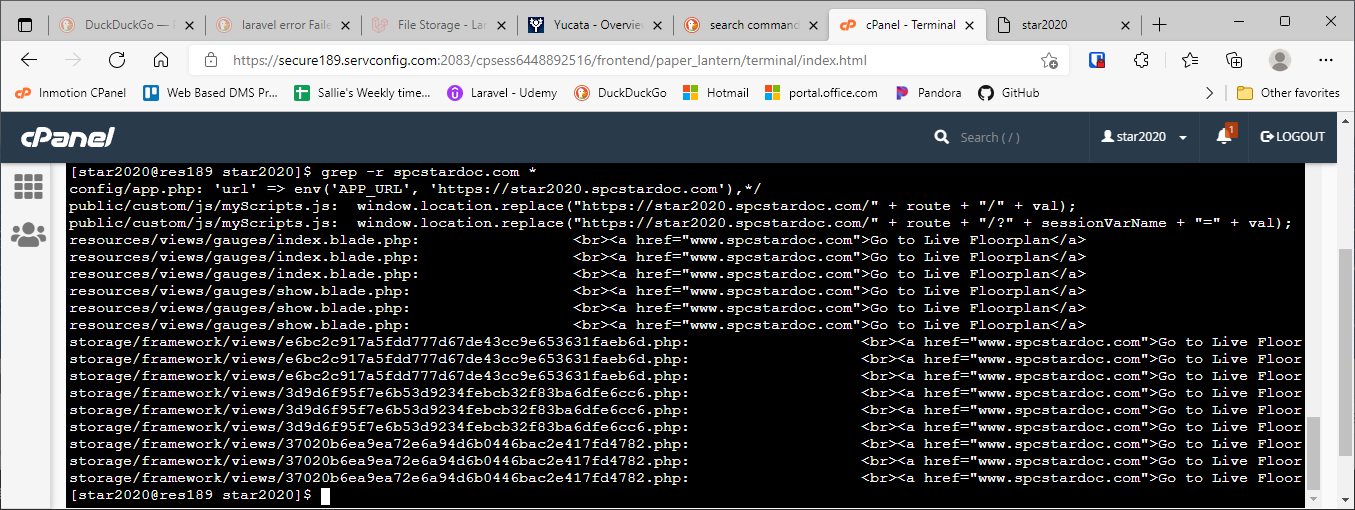 DuckDuckGo — P
laravel error Faile
File Storage - Lar
Yucata - Overview
search command
cPanel - Terminal
star2020
https://secure189.servconfig.com:2083/cpsess6448892516/frontend/paper_lantern/terminal/index.html
Inmotion CPanel
Web Based DMS Pr...
Sallie's Weekly time...
Laravel - Udemy
DuckDuckGo
Hotmail
portal.office.com
Pandora
GitHub
Other favorites
cPanel
Search ( / )
star2020
1
LOGOUT
[star2020@res189 star2020]$ grep -r spcstardoc.com *
config/app.php: 'url' => env('APP_URL', 'https://star2020.spcstardoc.com'),*/
public/custom/js/myScripts.js:  window.location.replace("https://star2020.spcstardoc.com/" + route + "/" + val);
public/custom/js/myScripts.js:  window.location.replace("https://star2020.spcstardoc.com/" + route + "/?" + sessionVarName + "=" + val);
resources/views/gauges/index.blade.php:                  <br><a href="www.spcstardoc.com">Go to Live Floorplan</a>
resources/views/gauges/index.blade.php:                  <br><a href="www.spcstardoc.com">Go to Live Floorplan</a>
resources/views/gauges/index.blade.php:                  <br><a href="www.spcstardoc.com">Go to Live Floorplan</a>
resources/views/gauges/show.blade.php:                   <br><a href="www.spcstardoc.com">Go to Live Floorplan</a>
resources/views/gauges/show.blade.php:                   <br><a href="www.spcstardoc.com">Go to Live Floorplan</a>
resources/views/gauges/show.blade.php:                   <br><a href="www.spcstardoc.com">Go to Live Floorplan</a>
storage/framework/views/e6bc2c917a5fdd777d67de43cc9e653631faeb6d.php:                    <br><a href="www.spcstardoc.com">Go to Live Floor
storage/framework/views/e6bc2c917a5fdd777d67de43cc9e653631faeb6d.php:                    <br><a href="www.spcstardoc.com">Go to Live Floor
storage/framework/views/e6bc2c917a5fdd777d67de43cc9e653631faeb6d.php:                    <br><a href="www.spcstardoc.com">Go to Live Floor
storage/framework/views/3d9d6f95f7e6b53d9234febcb32f83ba6dfe6cc6.php:                    <br><a href="www.spcstardoc.com">Go to Live Floor
storage/framework/views/3d9d6f95f7e6b53d9234febcb32f83ba6dfe6cc6.php:                    <br><a href="www.spcstardoc.com">Go to Live Floor
storage/framework/views/3d9d6f95f7e6b53d9234febcb32f83ba6dfe6cc6.php:                    <br><a href="www.spcstardoc.com">Go to Live Floor
storage/framework/views/37020b6ea9ea72e6a94d6b0446bac2e417fd4782.php:                    <br><a href="www.spcstardoc.com">Go to Live Floor
storage/framework/views/37020b6ea9ea72e6a94d6b0446bac2e417fd4782.php:                    <br><a href="www.spcstardoc.com">Go to Live Floor
storage/framework/views/37020b6ea9ea72e6a94d6b0446bac2e417fd4782.php:                    <br><a href="www.spcstardoc.com">Go to Live Floor
[star2020@res189 star2020]$